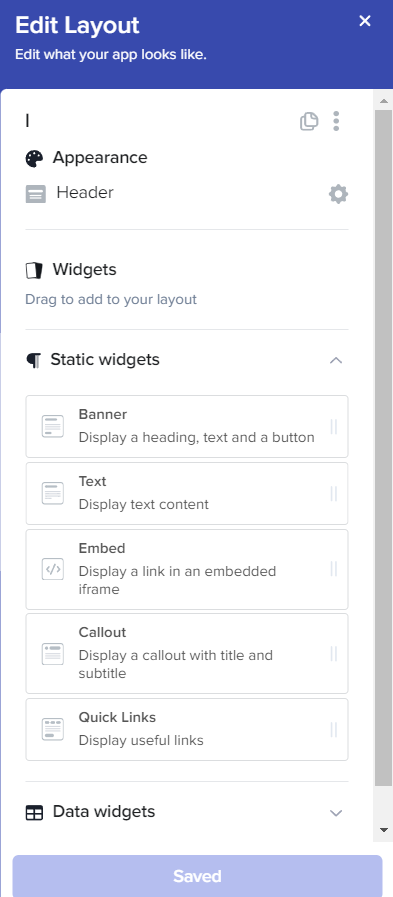 Edit Layout
Edit what your app looks like.
I
Appearance
Header
Widgets
Drag to add to your layout
Static widgets
Banner
Display a heading, text and a button
Text
Display text content
Embed
Display a link in an embedded
iframe
Callout
Display a callout with title and
subtitle
Quick Links
Display useful links
Data widgets
Saved